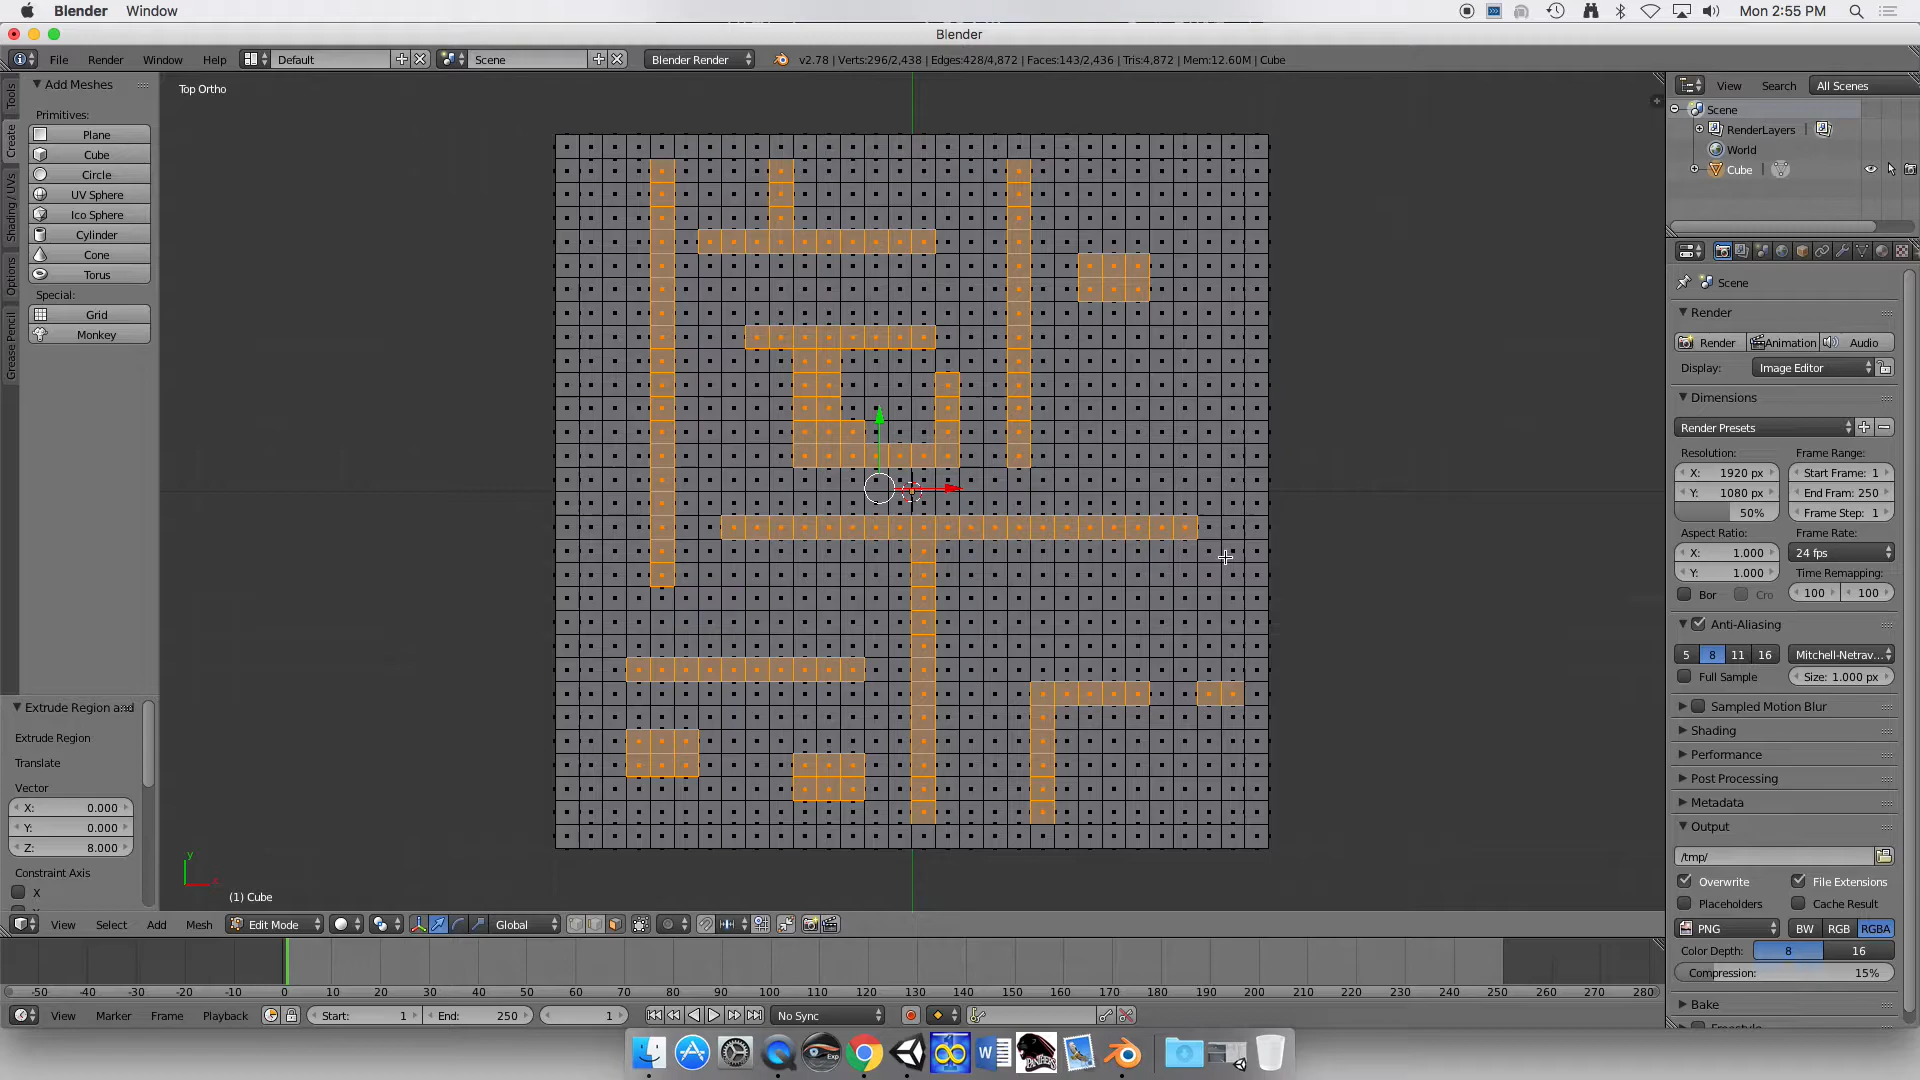 Blender Window Mon 2:55 PM
Blender
File Render Window Help Default Scene Blender Render v2.78 | Verts:296/2,438 | Edges:428/4,872 | Faces:143/2,436 | Tris:4,872 | Mem:12.60M | Cube
Tools
Create
Shading / UVs
Options
Grease Pencil
Add Meshes
Primitives:
Plane
Cube
Circle
UV Sphere
Ico Sphere
Cylinder
Cone
Torus
Special:
Grid
Monkey
Extrude Region and
Extrude Region
Translate
Vector
X: 0.000
Y: 0.000
Z: 8.000
Constraint Axis
X
Top Ortho
y
x
(1) Cube
View Select Add Mesh Edit Mode Global
-50 -40 -30 -20 -10 0 10 20 30 40 50 60 70 80 90 100 110 120 130 140 150 160 170 180 190 200 210 220 230 240 250 260 270 280
View Marker Frame Playback Start: 1 End: 250 1 No Sync
View Search All Scenes
Scene
RenderLayers
World
Cube
Scene
Render
Render Animation Audio
Display: Image Editor
Dimensions
Render Presets
Resolution: Frame Range:
X: 1920 px Start Frame: 1
Y: 1080 px End Fram: 250
50% Frame Step: 1
Aspect Ratio: Frame Rate:
X: 1.000 24 fps
Y: 1.000 Time Remapping:
Bor Cro 100 100
Anti-Aliasing
5 8 11 16 Mitchell-Netrav...
Full Sample Size: 1.000 px
Sampled Motion Blur
Shading
Performance
Post Processing
Metadata
Output
/tmp/
Overwrite File Extensions
Placeholders Cache Result
PNG BW RGB RGBA
Color Depth: 8 16
Compression: 15%
Bake
Exp
W
PANTHERS